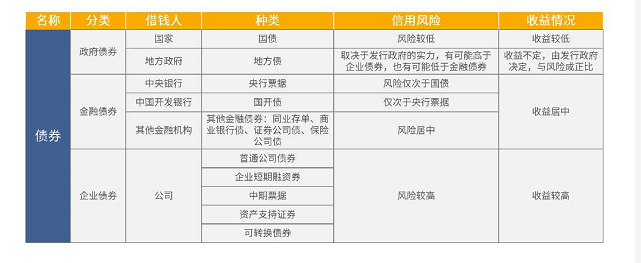 名称 分类 借钱人 种类 信用风险 收益情况
债券
政府债券
国家 国债 风险较低 收益较低
地方政府 地方债
取决于发行政府的实力，有可能高于
企业债券，也有可能低于金融债券
收益不定，由发行政府
决定，与风险成正比
金融债券
中央银行 央行票据 风险仅次于国债
中国开发银行 国开债 仅次于央行票据
其他金融机构
其他金融债券：同业存单、商
业银行债、证券公司债、保险
公司债
风险居中
收益居中
企业债券
公司
普通公司债券
企业短期融资券
中期票据
资产支持证券
可转换债券
风险较高
收益较高